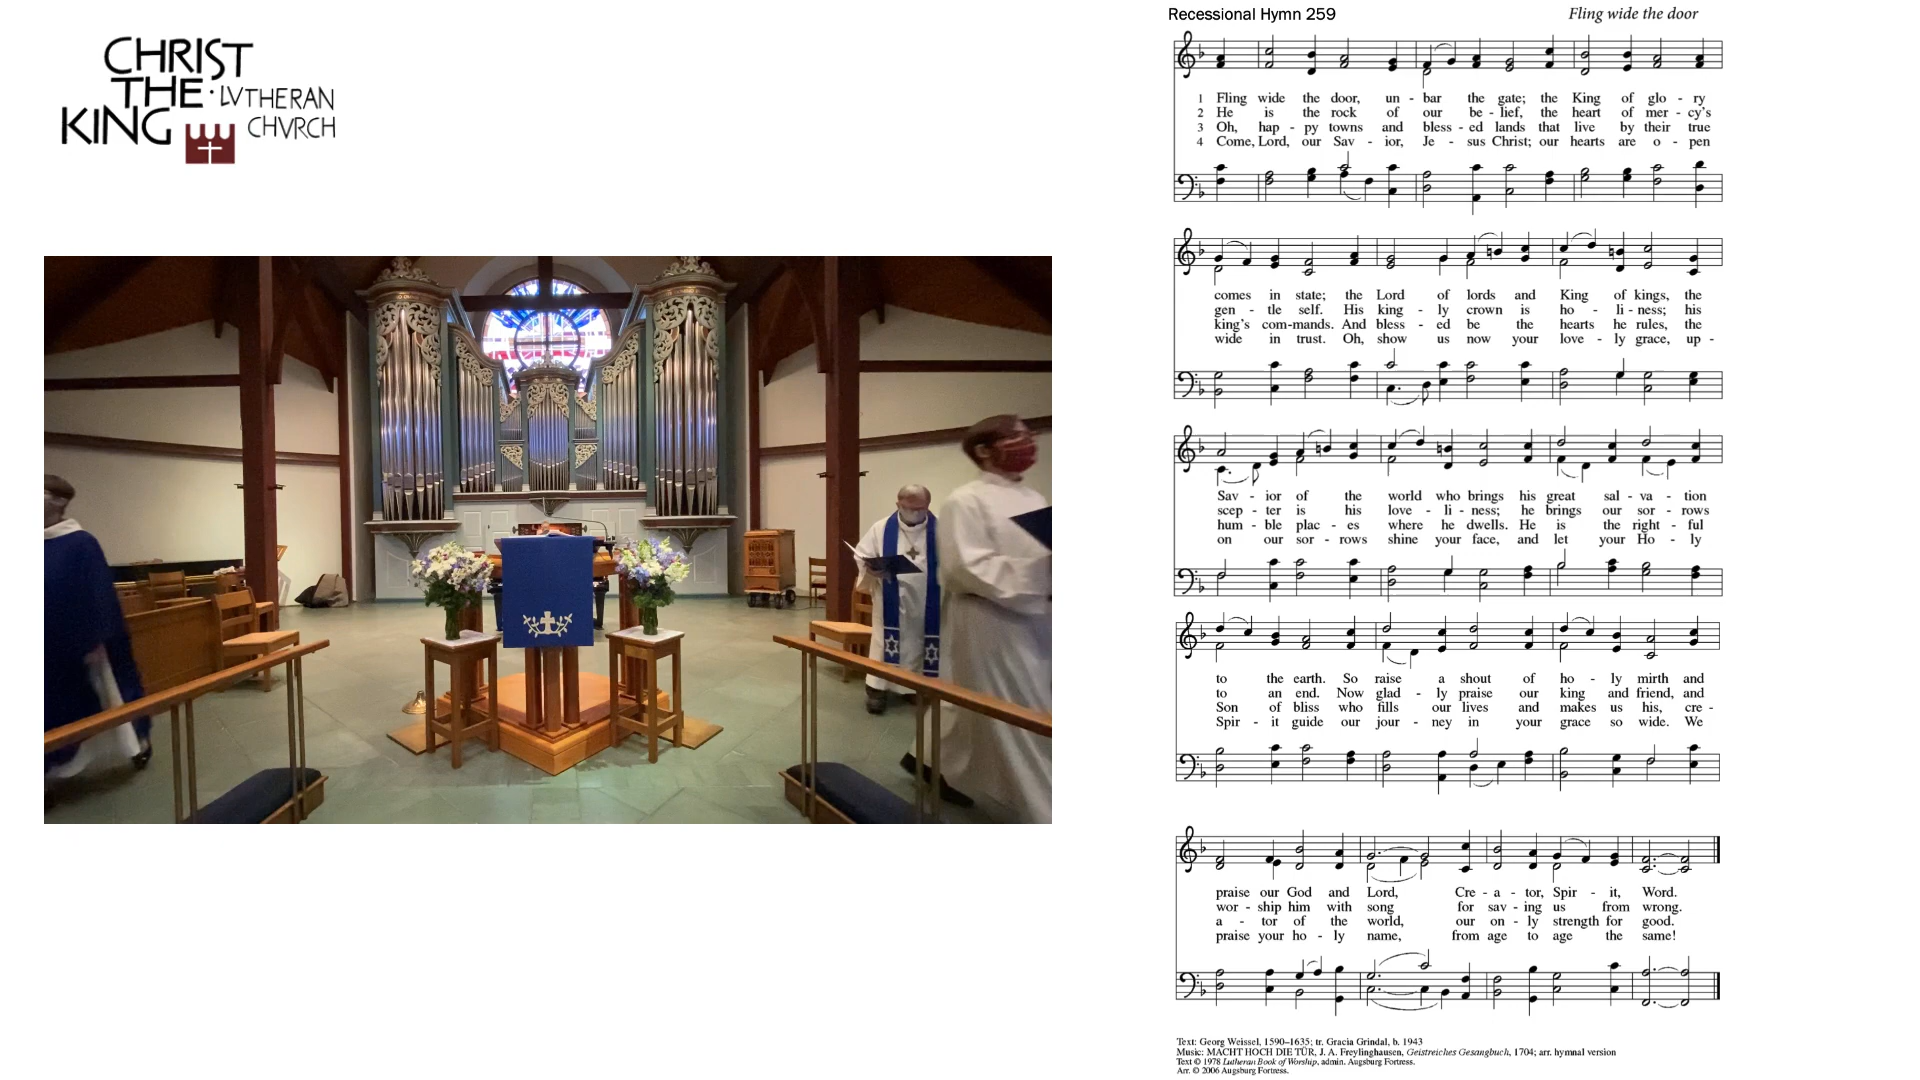 CHRIST
THE · LVTHERAN
KING CHVRCH
Recessional Hymn 259
Fling wide the door
1 Fling wide the door, un - bar the gate; the King of glo - ry
2 He is the rock of our be - lief, the heart of mer - cy's
3 Oh, hap - py towns and bless - ed lands that live by their true
4 Come, Lord, our Sav - ior, Je - sus Christ; our hearts are o - pen
comes in state; the Lord of lords and King of kings, the
gen - tle self. His king - ly crown is ho - li - ness; his
king's com-mands. And bless - ed be the hearts he rules, the
wide in trust. Oh, show us now your love - ly grace, up -
Sav - ior of the world who brings his great sal - va - tion
scep - ter is his love - li - ness; he brings our sor - rows
hum - ble plac - es where he dwells. He is the right - ful
on our sor - rows shine your face, and let your Ho - ly
to the earth. So raise a shout of ho - ly mirth and
to an end. Now glad - ly praise our king and friend, and
Son of bliss who fills our lives and makes us his, cre -
Spir - it guide our jour - ney in your grace so wide. We
praise our God and Lord, Cre - a - tor, Spir - it, Word.
wor - ship him with song for sav - ing us from wrong.
a - tor of the world, our on - ly strength for good.
praise your ho - ly name, from age to age the same!
Text: Georg Weissel, 1590–1635; tr. Gracia Grindal, b. 1943
Music: MACHT HOCH DIE TÜR, J. A. Freylinghausen, Geistreiches Gesangbuch, 1704; arr. hymnal version
Text © 1978 Lutheran Book of Worship, admin. Augsburg Fortress.
Arr. © 2006 Augsburg Fortress.